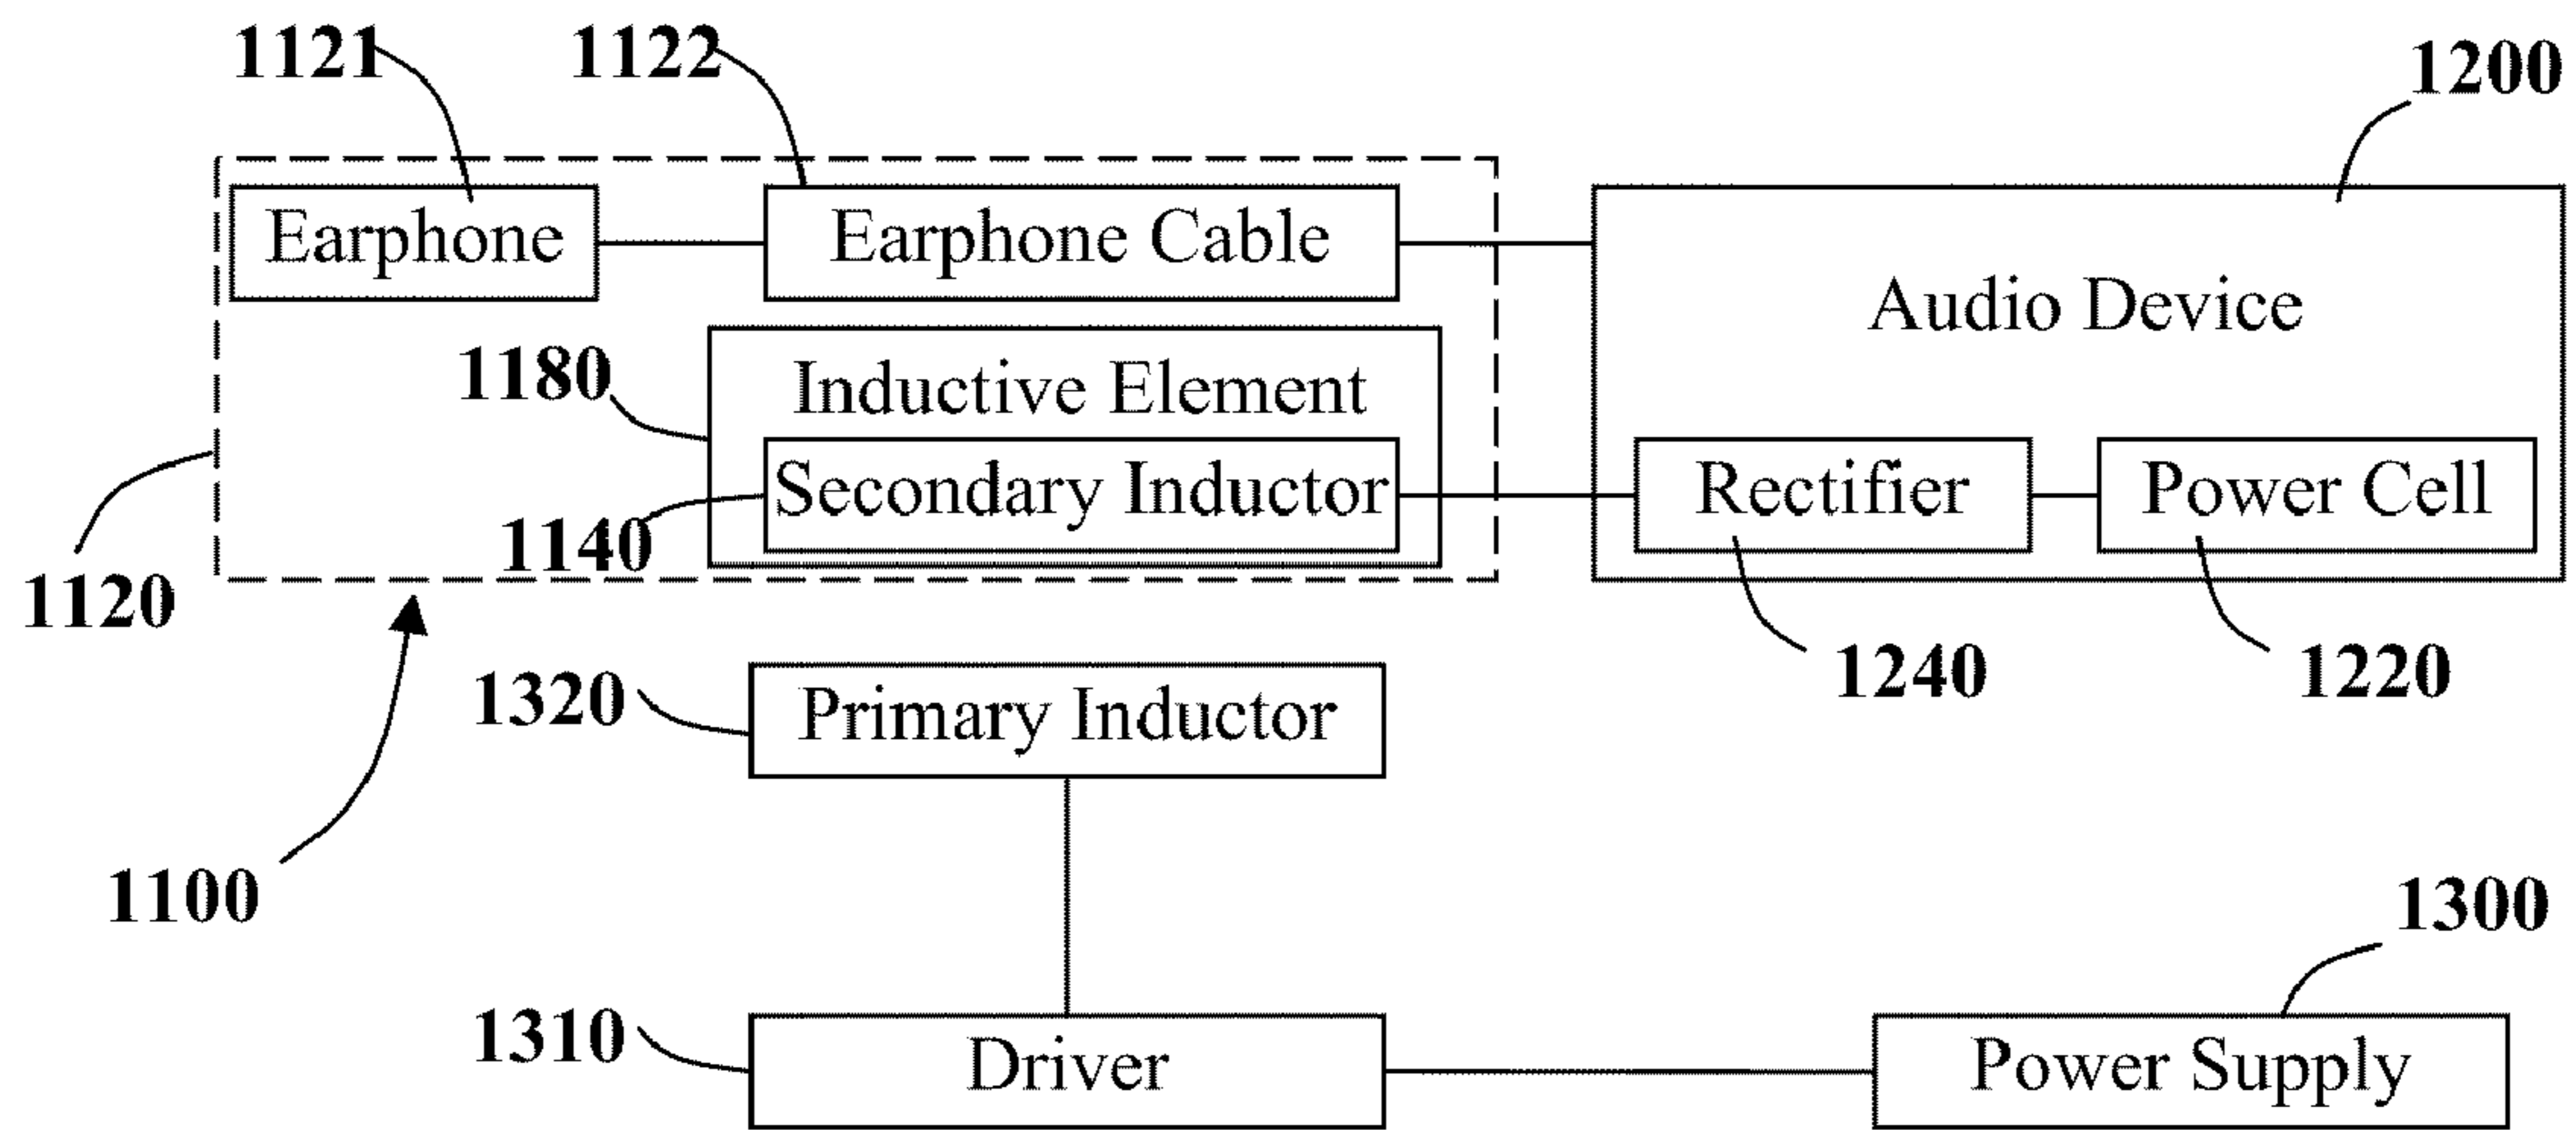 1121
1122
1200
Earphone
Earphone Cable
Audio Device
1180
Inductive Element
Secondary Inductor
Rectifier
Power Cell
1140
1120
1320
Primary Inductor
1240
1220
1100
1300
1310
Driver
Power Supply